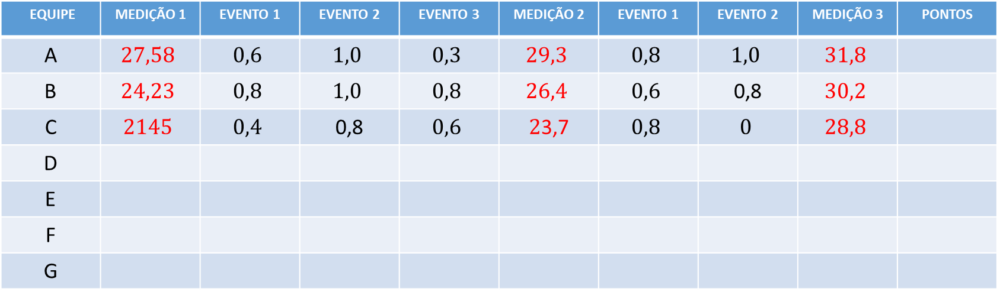 EQUIPE MEDIÇÃO 1 EVENTO 1 EVENTO 2 EVENTO 3 MEDIÇÃO 2 EVENTO 1 EVENTO 2 MEDIÇÃO 3 PONTOS
A 27,58 0,6 1,0 0,3 29,3 0,8 1,0 31,8
B 24,23 0,8 1,0 0,8 26,4 0,6 0,8 30,2
C 2145 0,4 0,8 0,6 23,7 0,8 0 28,8
D
E
F
G